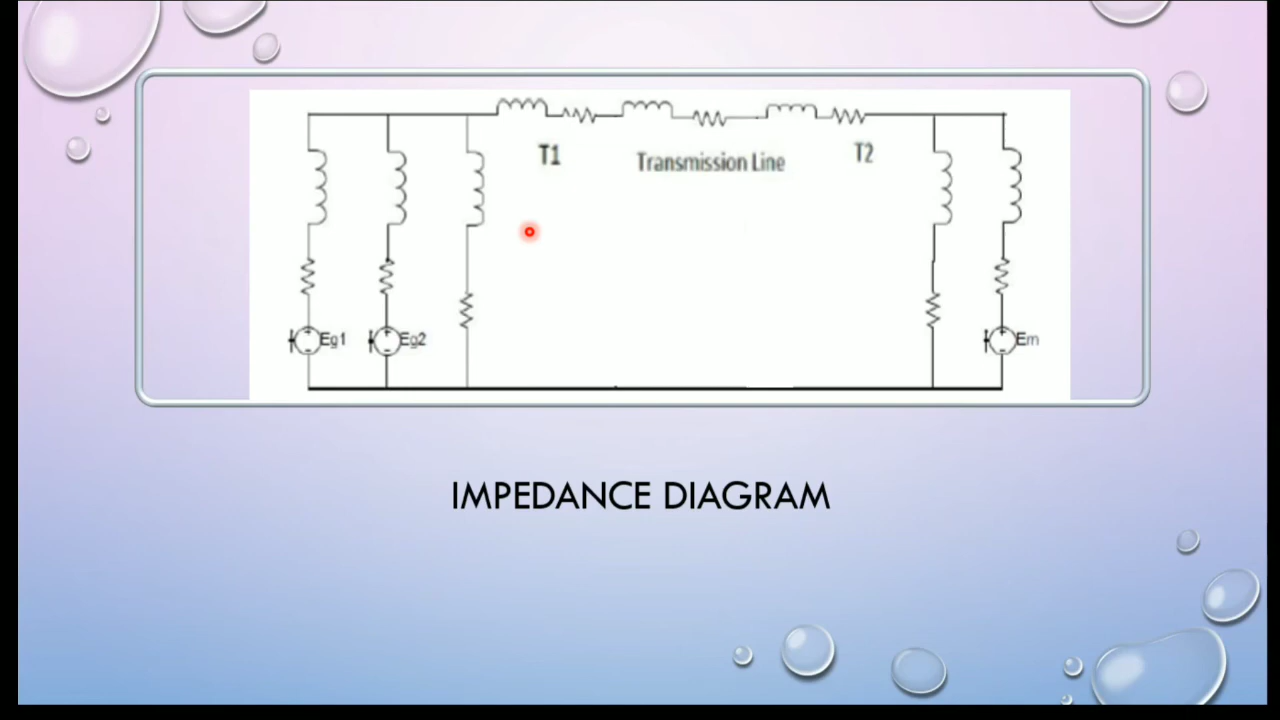 T1
Transmission Line
T2
Eg1
Eg2
Em
IMPEDANCE DIAGRAM